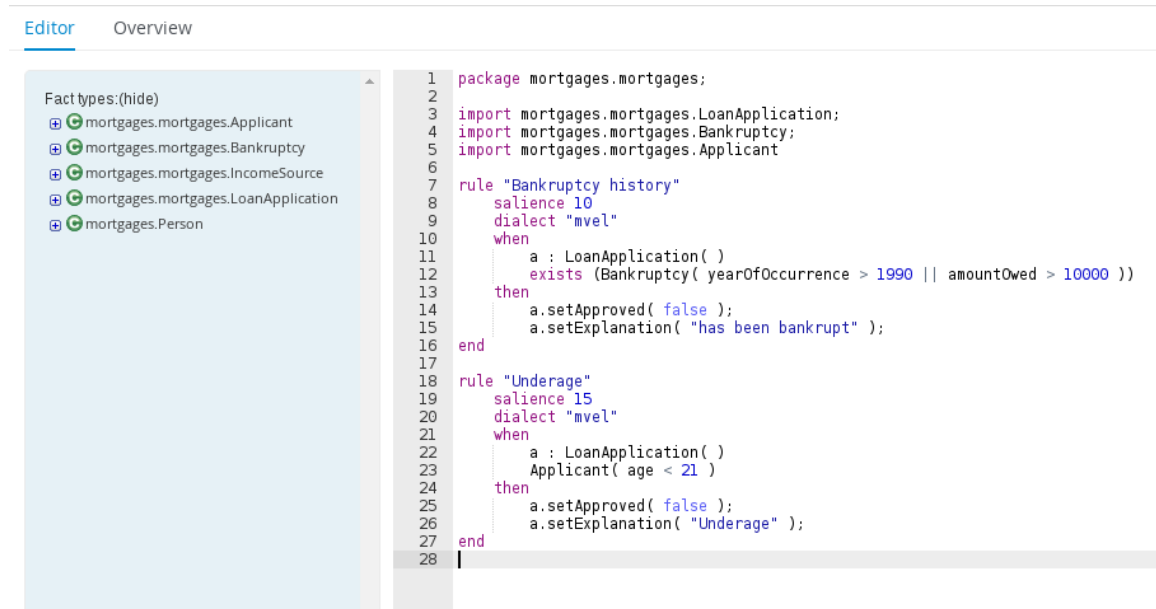 Editor Overview
Fact types:(hide)
mortgages.mortgages.Applicant
mortgages.mortgages.Bankruptcy
mortgages.mortgages.IncomeSource
mortgages.mortgages.LoanApplication
mortgages.Person
1 package mortgages.mortgages;
2
3 import mortgages.mortgages.LoanApplication;
4 import mortgages.mortgages.Bankruptcy;
5 import mortgages.mortgages.Applicant
6
7 rule "Bankruptcy history"
8 salience 10
9 dialect "mvel"
10 when
11 a : LoanApplication( )
12 exists (Bankruptcy( yearOfOccurrence > 1990 || amountOwed > 10000 ))
13 then
14 a.setApproved( false );
15 a.setExplanation( "has been bankrupt" );
16 end
17
18 rule "Underage"
19 salience 15
20 dialect "mvel"
21 when
22 a : LoanApplication( )
23 Applicant( age < 21 )
24 then
25 a.setApproved( false );
26 a.setExplanation( "Underage" );
27 end
28